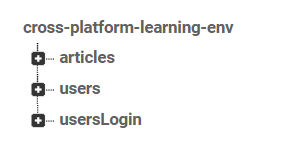 cross-platform-learning-env
articles
users
usersLogin